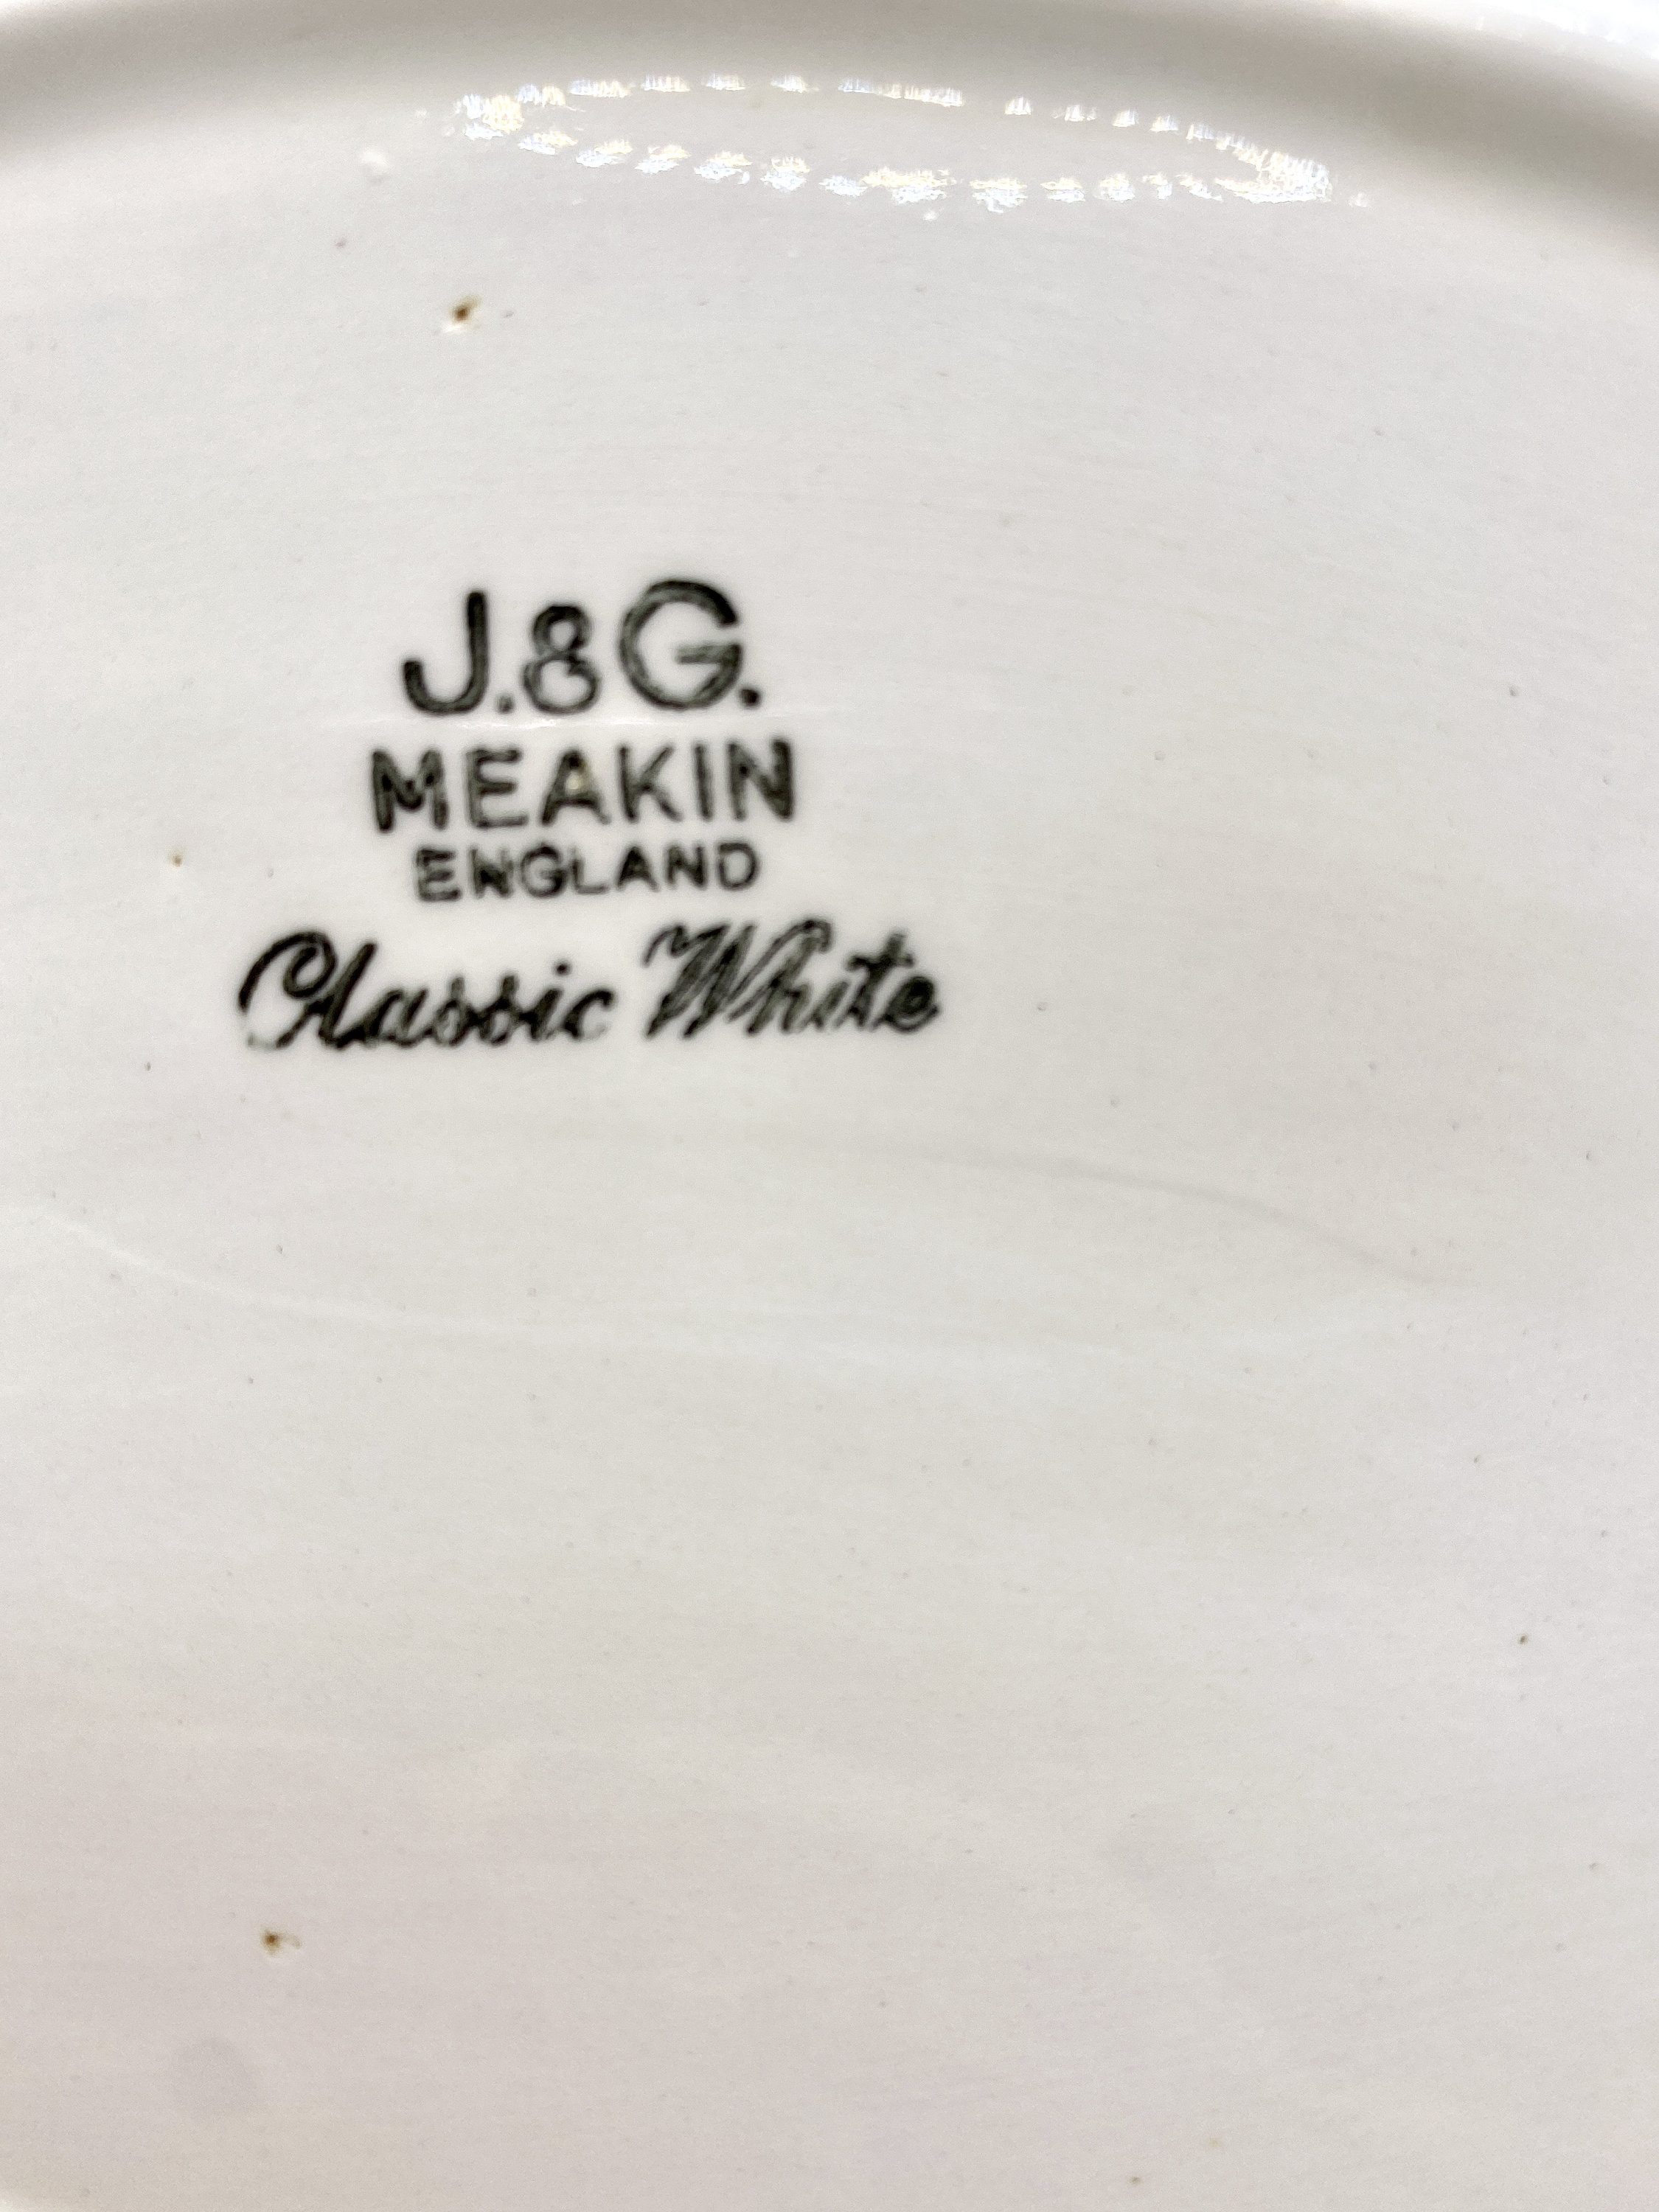 J.&G.
MEAKIN
ENGLAND
Classic White